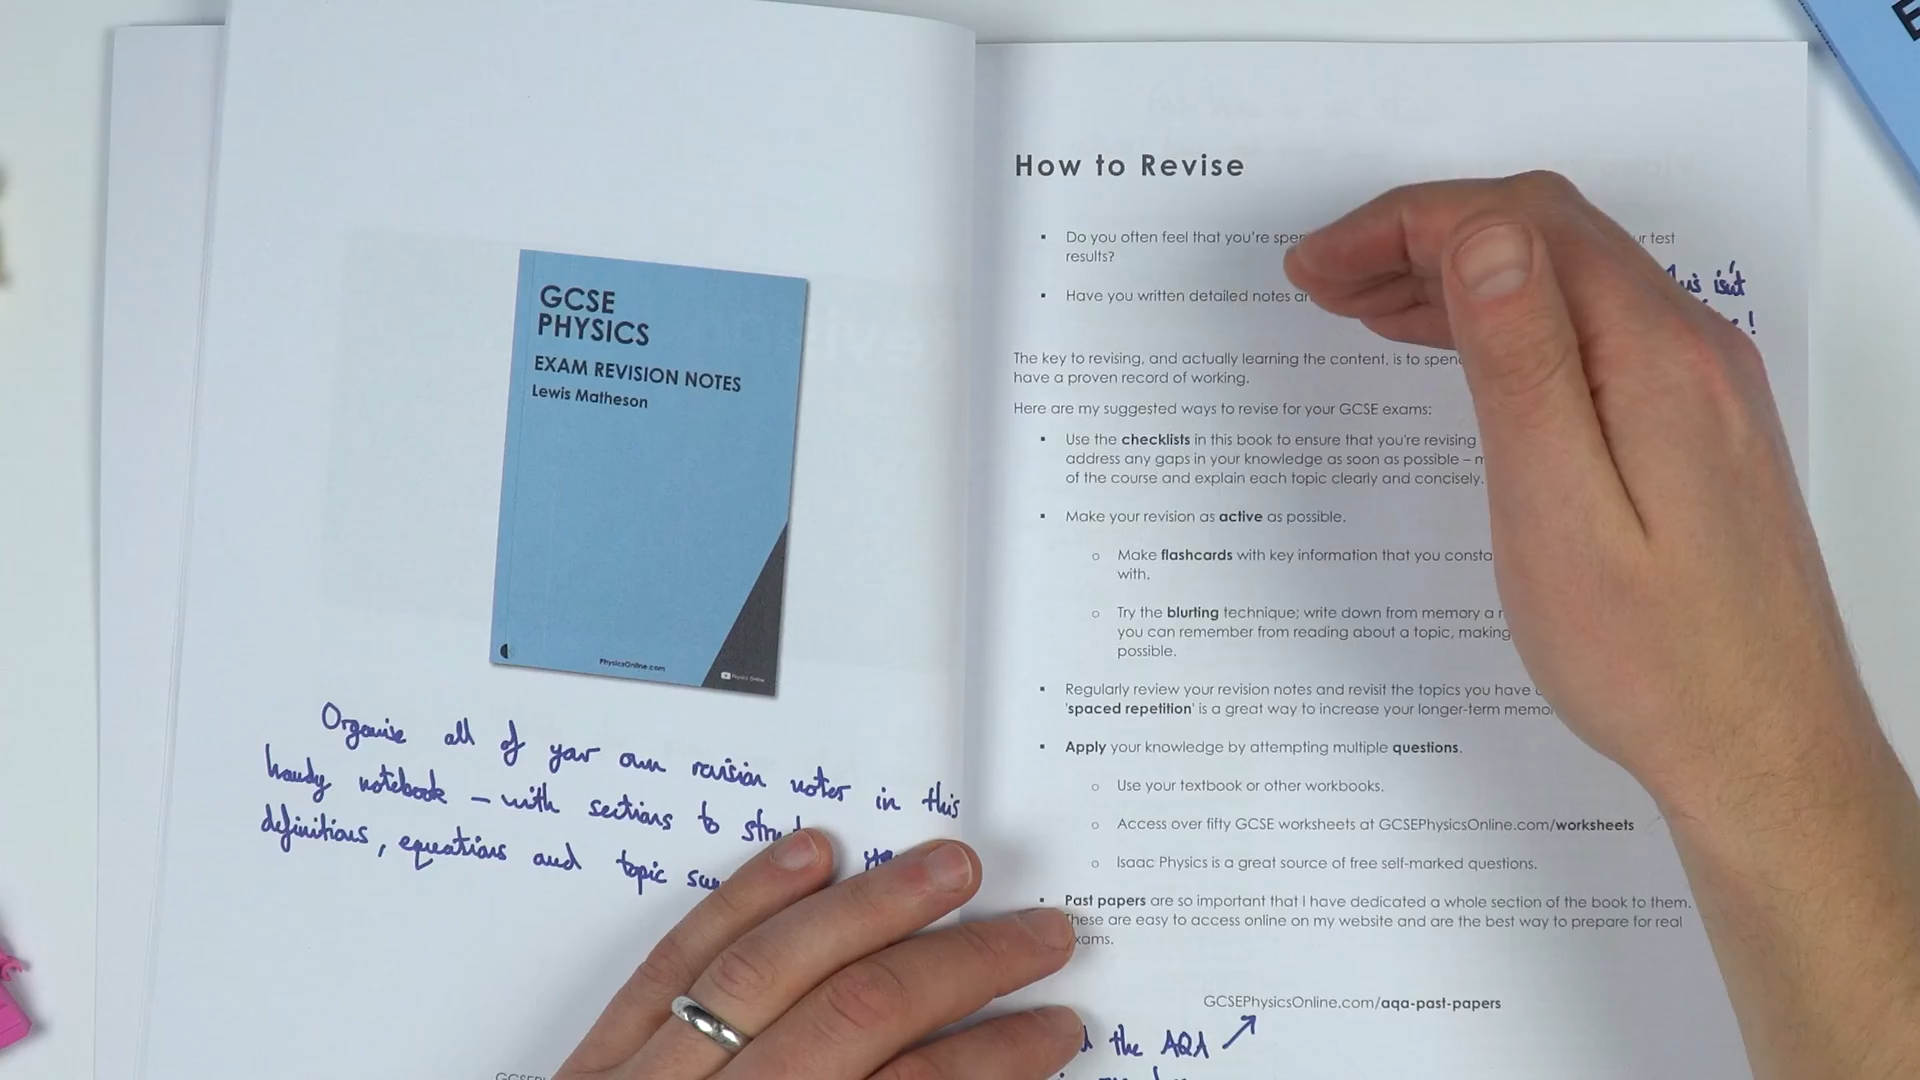 GCSE
PHYSICS
EXAM REVISION NOTES
Lewis Matheson
PhysicsOnline.com
Physics Online
Organise all of your own revision notes in this
handy notebook – with sections to
definitions, equations and topic
How to Revise
Do you often feel that you're test
results?
Have you written detailed notes
isn't
!
The key to revising, and actually learning the content, is to
have a proven record of working.
Here are my suggested ways to revise for your GCSE exams:
Use the checklists in this book to ensure that you're revising
address any gaps in your knowledge as soon as possible –
of the course and explain each topic clearly and concisely.
Make your revision as active as possible.
Make flashcards with key information that you
with.
Try the blurting technique; write down from memory a
you can remember from reading about a topic, making
possible.
Regularly review your revision notes and revisit the topics you have
'spaced repetition' is a great way to increase your longer-term
Apply your knowledge by attempting multiple questions.
Use your textbook or other workbooks.
Access over fifty GCSE worksheets at GCSEPhysicsOnline.com/worksheets
Isaac Physics is a great source of free self-marked questions.
Past papers are so important that I have dedicated a whole section of the book to them.
These are easy to access online on my website and are the best way to prepare for real
exams.
GCSEPhysicsOnline.com/aqa-past-papers
the AQA